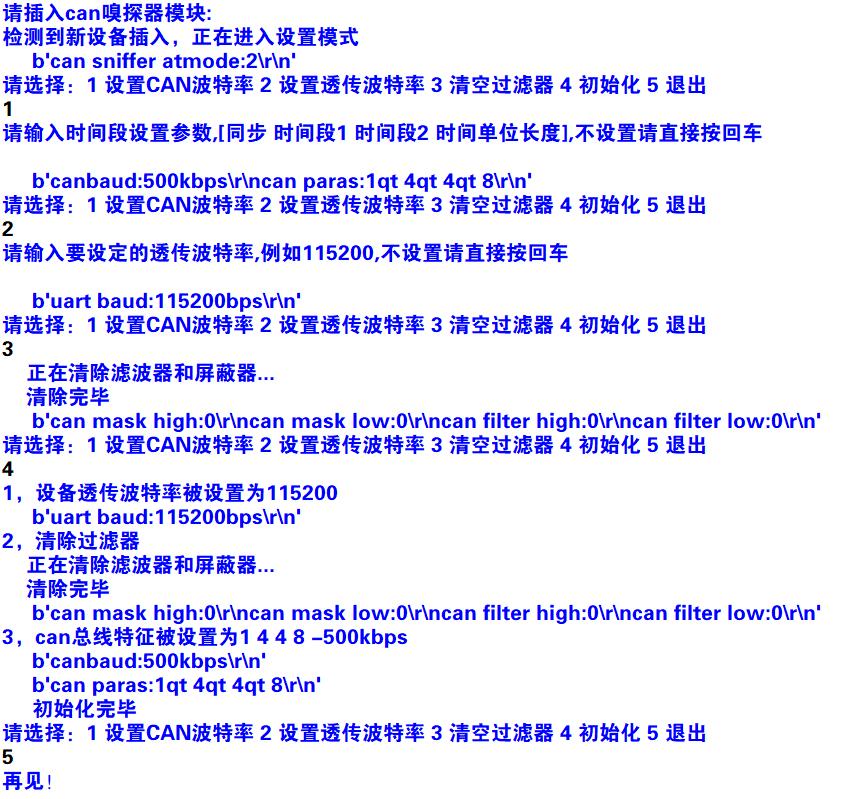 请插入can嗅探器模块:
检测到新设备插入，正在进入设置模式
b'can sniffer atmode:2\r\n'
请选择：1 设置CAN波特率 2 设置透传波特率 3 清空过滤器 4 初始化 5 退出
1
请输入时间段设置参数,[同步 时间段1 时间段2 时间单位长度],不设置请直接按回车
b'canbaud:500kbps\r\ncan paras:1qt 4qt 4qt 8\r\n'
请选择：1 设置CAN波特率 2 设置透传波特率 3 清空过滤器 4 初始化 5 退出
2
请输入要设定的透传波特率,例如115200,不设置请直接按回车
b'uart baud:115200bps\r\n'
请选择：1 设置CAN波特率 2 设置透传波特率 3 清空过滤器 4 初始化 5 退出
3
正在清除滤波器和屏蔽器...
清除完毕
b'can mask high:0\r\ncan mask low:0\r\ncan filter high:0\r\ncan filter low:0\r\n'
请选择：1 设置CAN波特率 2 设置透传波特率 3 清空过滤器 4 初始化 5 退出
4
1，设备透传波特率被设置为115200
b'uart baud:115200bps\r\n'
2，清除过滤器
正在清除滤波器和屏蔽器...
清除完毕
b'can mask high:0\r\ncan mask low:0\r\ncan filter high:0\r\ncan filter low:0\r\n'
3，can总线特征被设置为1 4 4 8 –500kbps
b'canbaud:500kbps\r\n'
b'can paras:1qt 4qt 4qt 8\r\n'
初始化完毕
请选择：1 设置CAN波特率 2 设置透传波特率 3 清空过滤器 4 初始化 5 退出
5
再见！